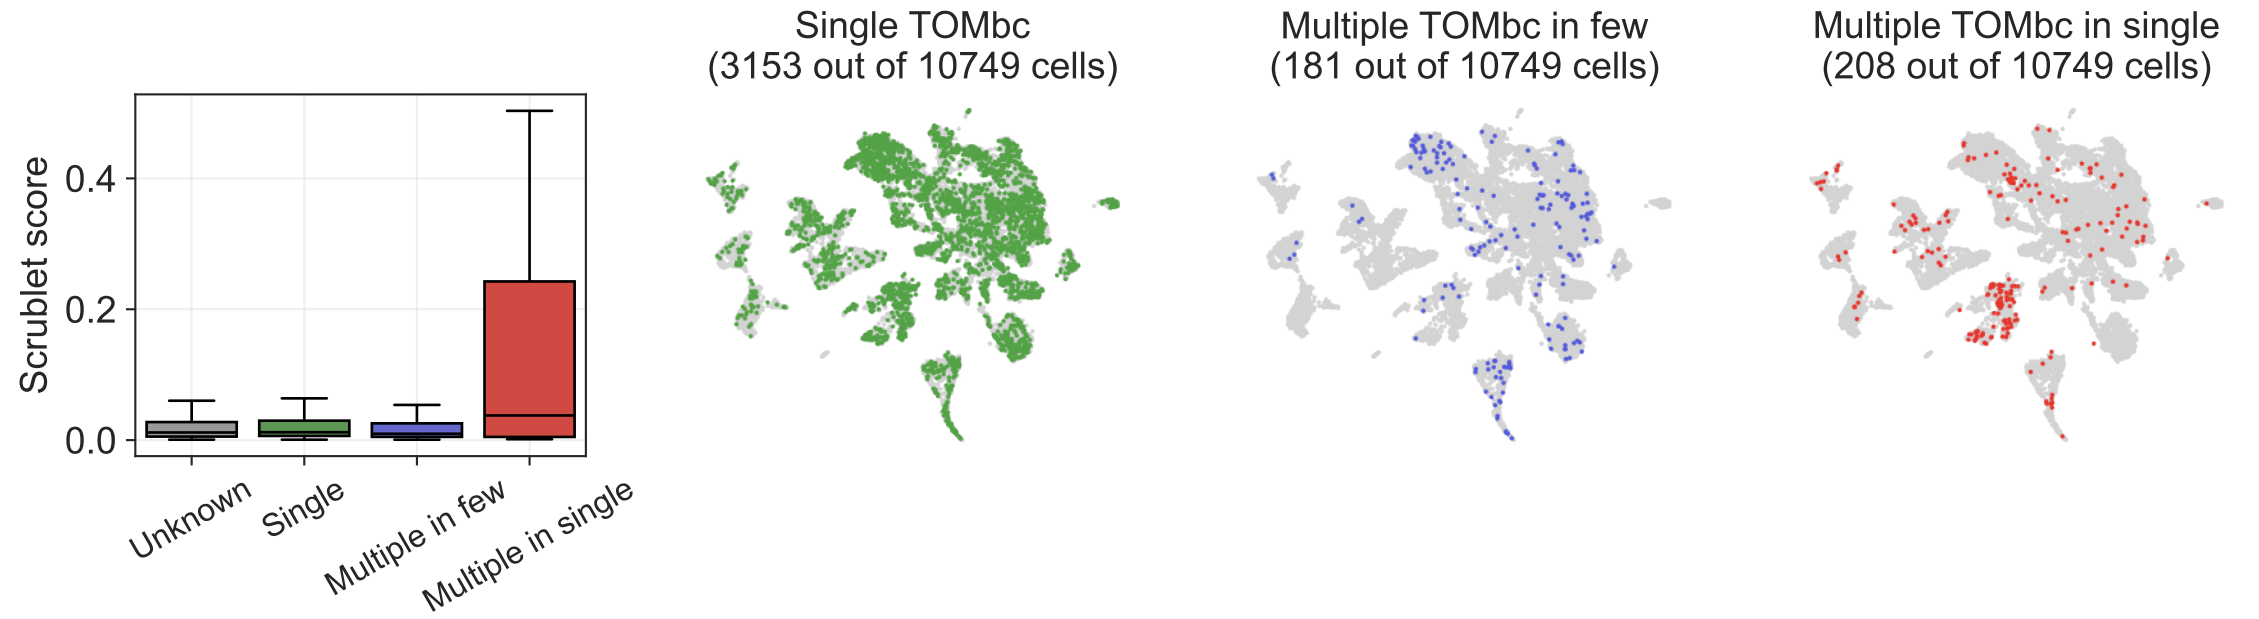 Single TOMbc
(3153 out of 10749 cells)
Multiple TOMbc in few
(181 out of 10749 cells)
Multiple TOMbc in single
(208 out of 10749 cells)
Scrublet score
0.4
0.2
0.0
Unknown
Single
Multiple in few
Multiple in single